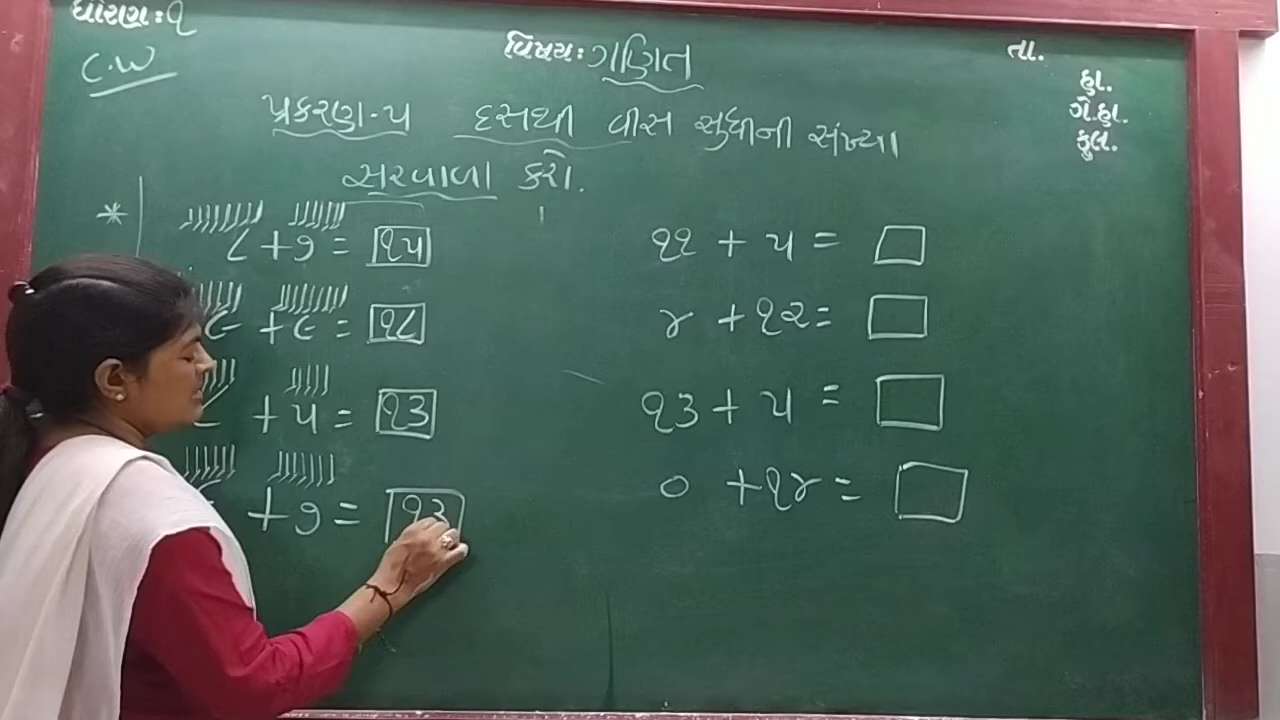 ધોરણ: ૧
C.W
વિષય: ગણિત
તા.
હા.
ગે.હા.
કુલ.
પ્રકરણ-૫ દસથી વીસ સુધીની સંખ્યા
સરવાળા કરો.
*
૮ + ૭ = ૧૫
૯ + ૯ = ૧૮
+ ૫ = ૧૩
+ ૭ = ૧૩
૧૧ + ૫ =
૪ + ૧૨ =
૧૩ + ૫ =
૦ + ૧૪ =